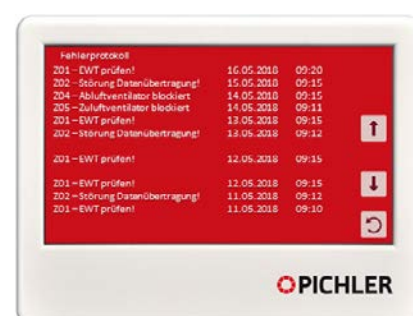 Fehlerprotokoll
Z01 – EWT prüfen! 16.05.2018 09:20
Z02 – Störung Datenübertragung! 15.05.2018 09:15
Z04 – Abluftventilator blockiert 14.05.2018 09:15
Z05 – Zuluftventilator blockiert 14.05.2018 09:11
Z01 – EWT prüfen! 13.05.2018 09:15
Z02 – Störung Datenübertragung! 13.05.2018 09:12
Z01 – EWT prüfen! 12.05.2018 09:15
Z01 – EWT prüfen! 12.05.2018 09:15
Z02 – Störung Datenübertragung! 11.05.2018 09:12
Z01 – EWT prüfen! 11.05.2018 09:10
PICHLER